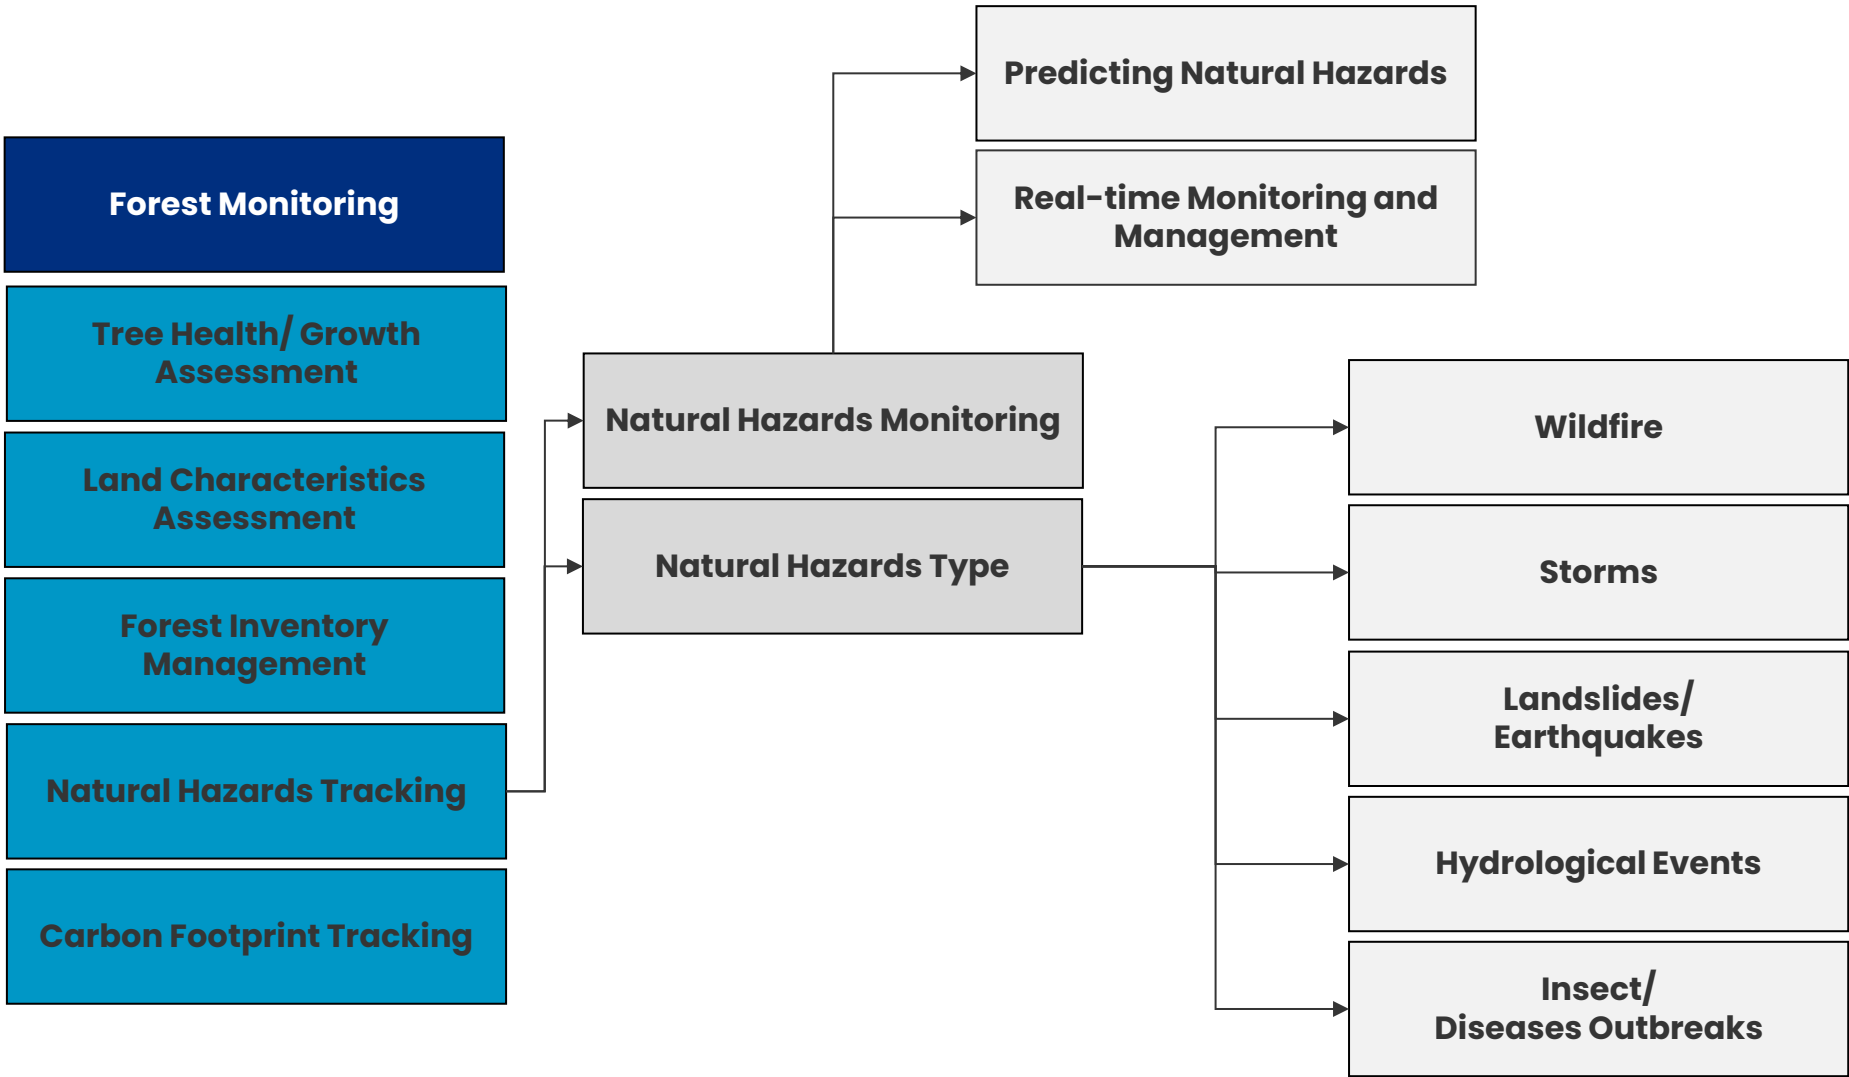 Forest Monitoring
Tree Health/ Growth
Assessment
Land Characteristics
Assessment
Forest Inventory
Management
Natural Hazards Tracking
Carbon Footprint Tracking
Natural Hazards Monitoring
Natural Hazards Type
Predicting Natural Hazards
Real-time Monitoring and
Management
Wildfire
Storms
Landslides/
Earthquakes
Hydrological Events
Insect/
Diseases Outbreaks